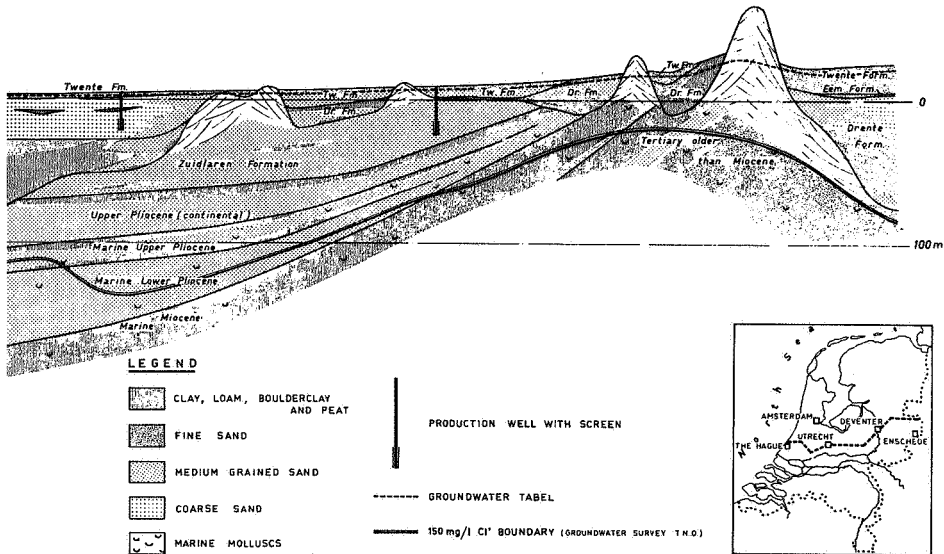 Twente Fm.
Tw. Fm.
Dr. Fm.
Tw. Fm.
Dr. Fm.
Tw. Fm.
Dr. Fm.
Twente-Form.
Eem Form.
0
Drente
Form.
Zuidlaren Formation
Tertiary older
than Miocene
Upper Pliocene (continental)
Marine Upper Pliocene
100 m
Marine Lower Pliocene
Marine Miocene
LEGEND
CLAY, LOAM, BOULDERCLAY
AND PEAT
FINE SAND
MEDIUM GRAINED SAND
COARSE SAND
MARINE MOLLUSCS
PRODUCTION WELL WITH SCREEN
GROUNDWATER TABEL
150 mg/l Cl' BOUNDARY (GROUNDWATER SURVEY T.N.O.)
North Sea
AMSTERDAM
DEVENTER
UTRECHT
ENSCHEDE
THE HAGUE